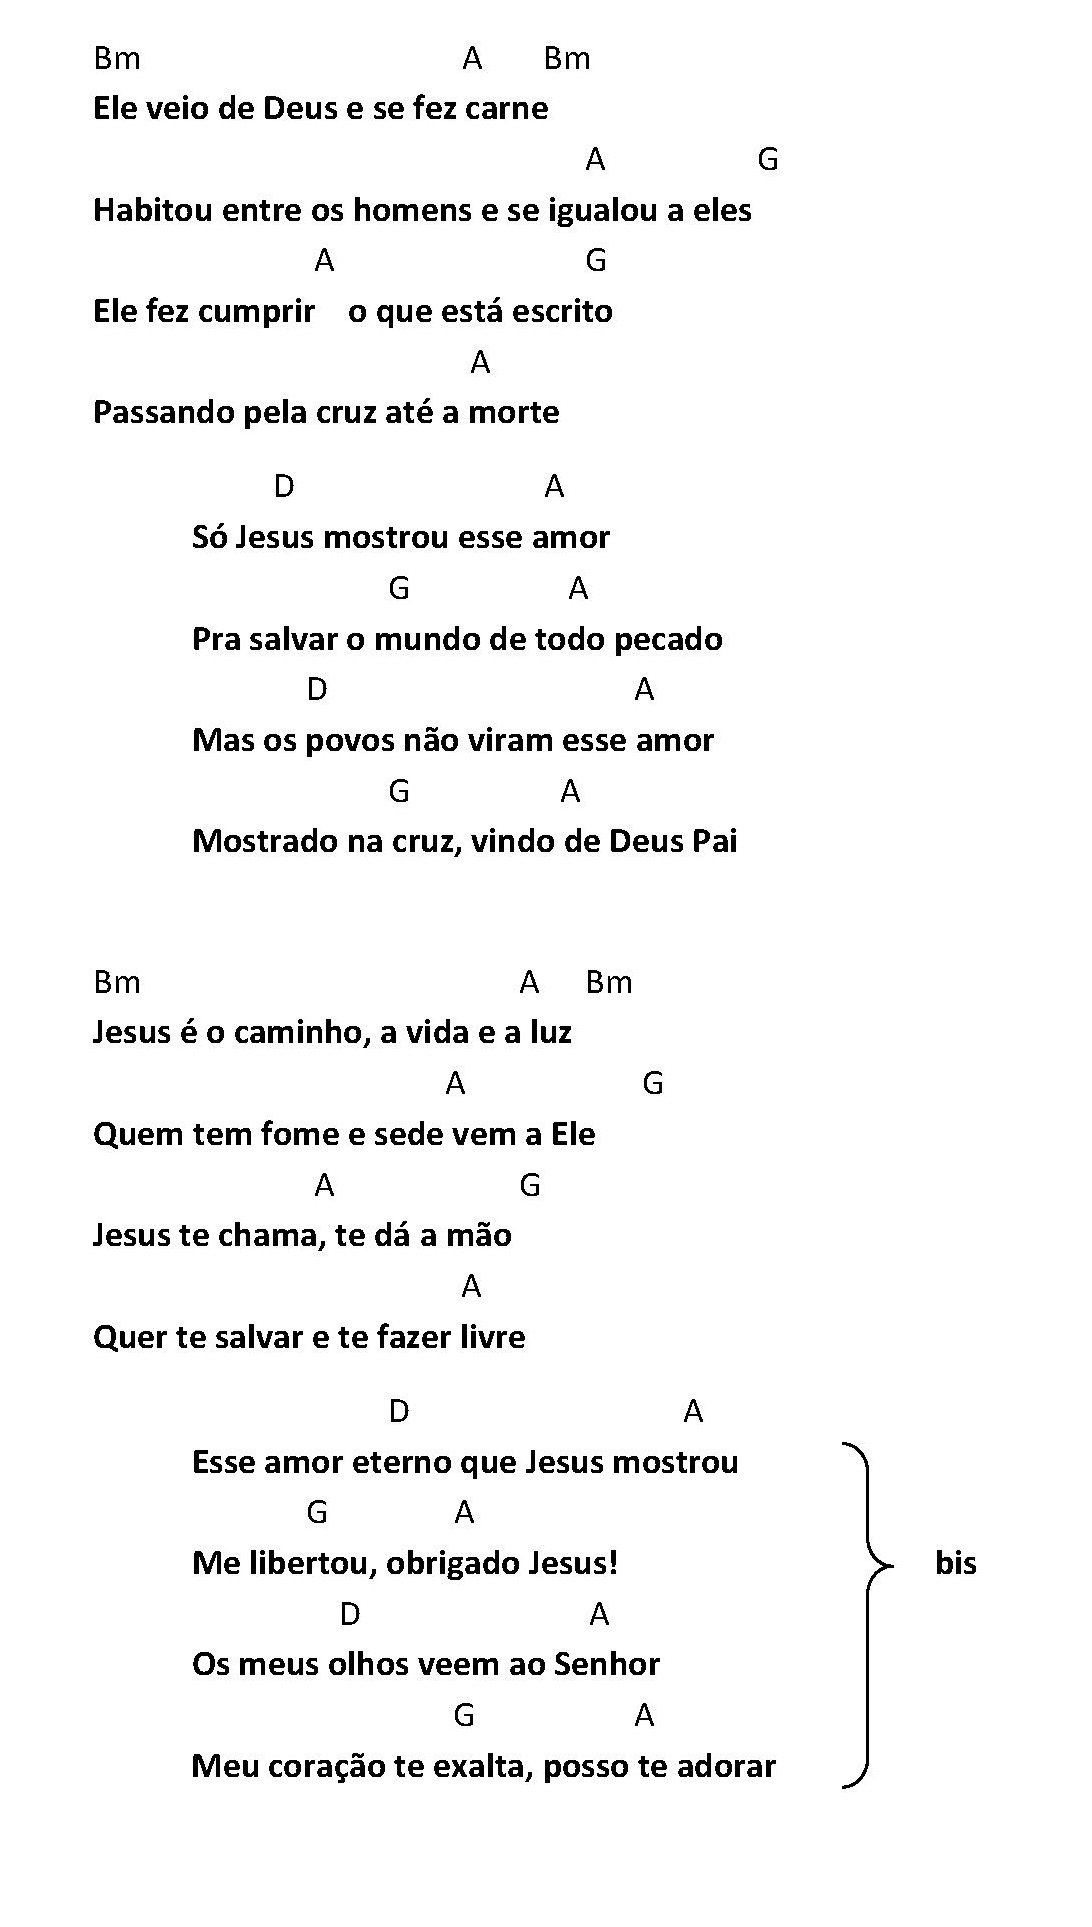 Bm A Bm
Ele veio de Deus e se fez carne
A G
Habitou entre os homens e se igualou a eles
A G
Ele fez cumprir o que está escrito
A
Passando pela cruz até a morte
D A
Só Jesus mostrou esse amor
G A
Pra salvar o mundo de todo pecado
D A
Mas os povos não viram esse amor
G A
Mostrado na cruz, vindo de Deus Pai
Bm A Bm
Jesus é o caminho, a vida e a luz
A G
Quem tem fome e sede vem a Ele
A G
Jesus te chama, te dá a mão
A
Quer te salvar e te fazer livre
D A
Esse amor eterno que Jesus mostrou
G A
Me libertou, obrigado Jesus!
bis
D A
Os meus olhos veem ao Senhor
G A
Meu coração te exalta, posso te adorar